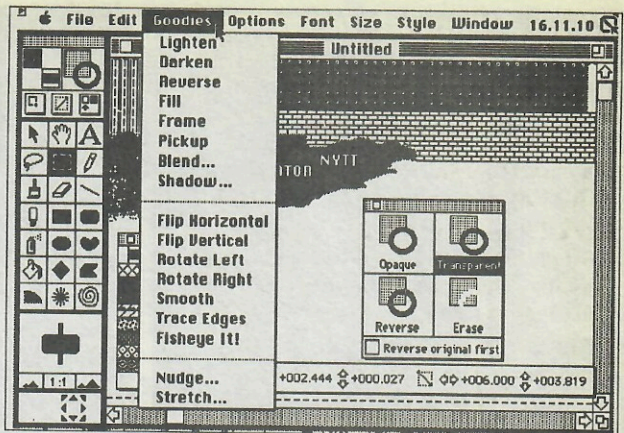 File Edit Goodies Options Font Size Style Window 16.11.10
Untitled
Lighten
Darken
Reverse
Fill
Frame
Pickup
Blend...
Shadow...
Flip Horizontal
Flip Vertical
Rotate Left
Rotate Right
Smooth
Trace Edges
Fisheye It!
Nudge...
Stretch...
A
NYTT
TON
Opaque
Transparent
Reverse
Erase
Reverse original first
1:1
+002.444 +000.027 +006.000 +003.819